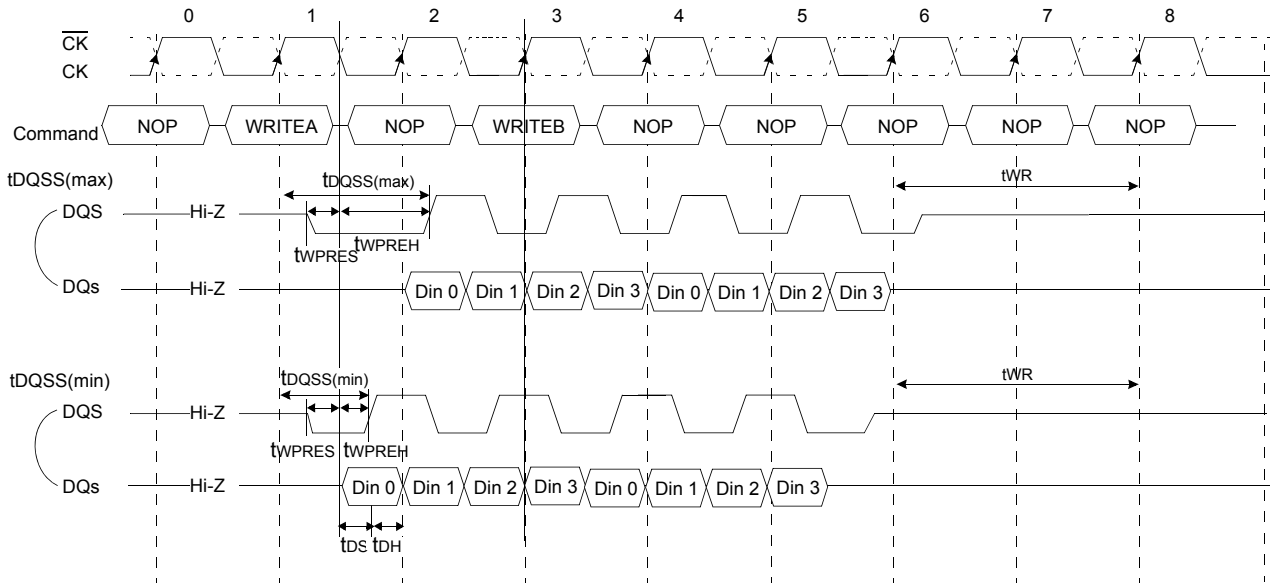 0 1 2 3 4 5 6 7 8
CK
CK
Command NOP WRITEA NOP WRITEB NOP NOP NOP NOP NOP
tDQSS(max) tDQSS(max) tWR
DQS Hi-Z
tWPRES tWPREH
DQs Hi-Z Din 0 Din 1 Din 2 Din 3 Din 0 Din 1 Din 2 Din 3
tDQSS(min) tDQSS(min) tWR
DQS Hi-Z
tWPRES tWPREH
DQs Hi-Z Din 0 Din 1 Din 2 Din 3 Din 0 Din 1 Din 2 Din 3
tDS tDH